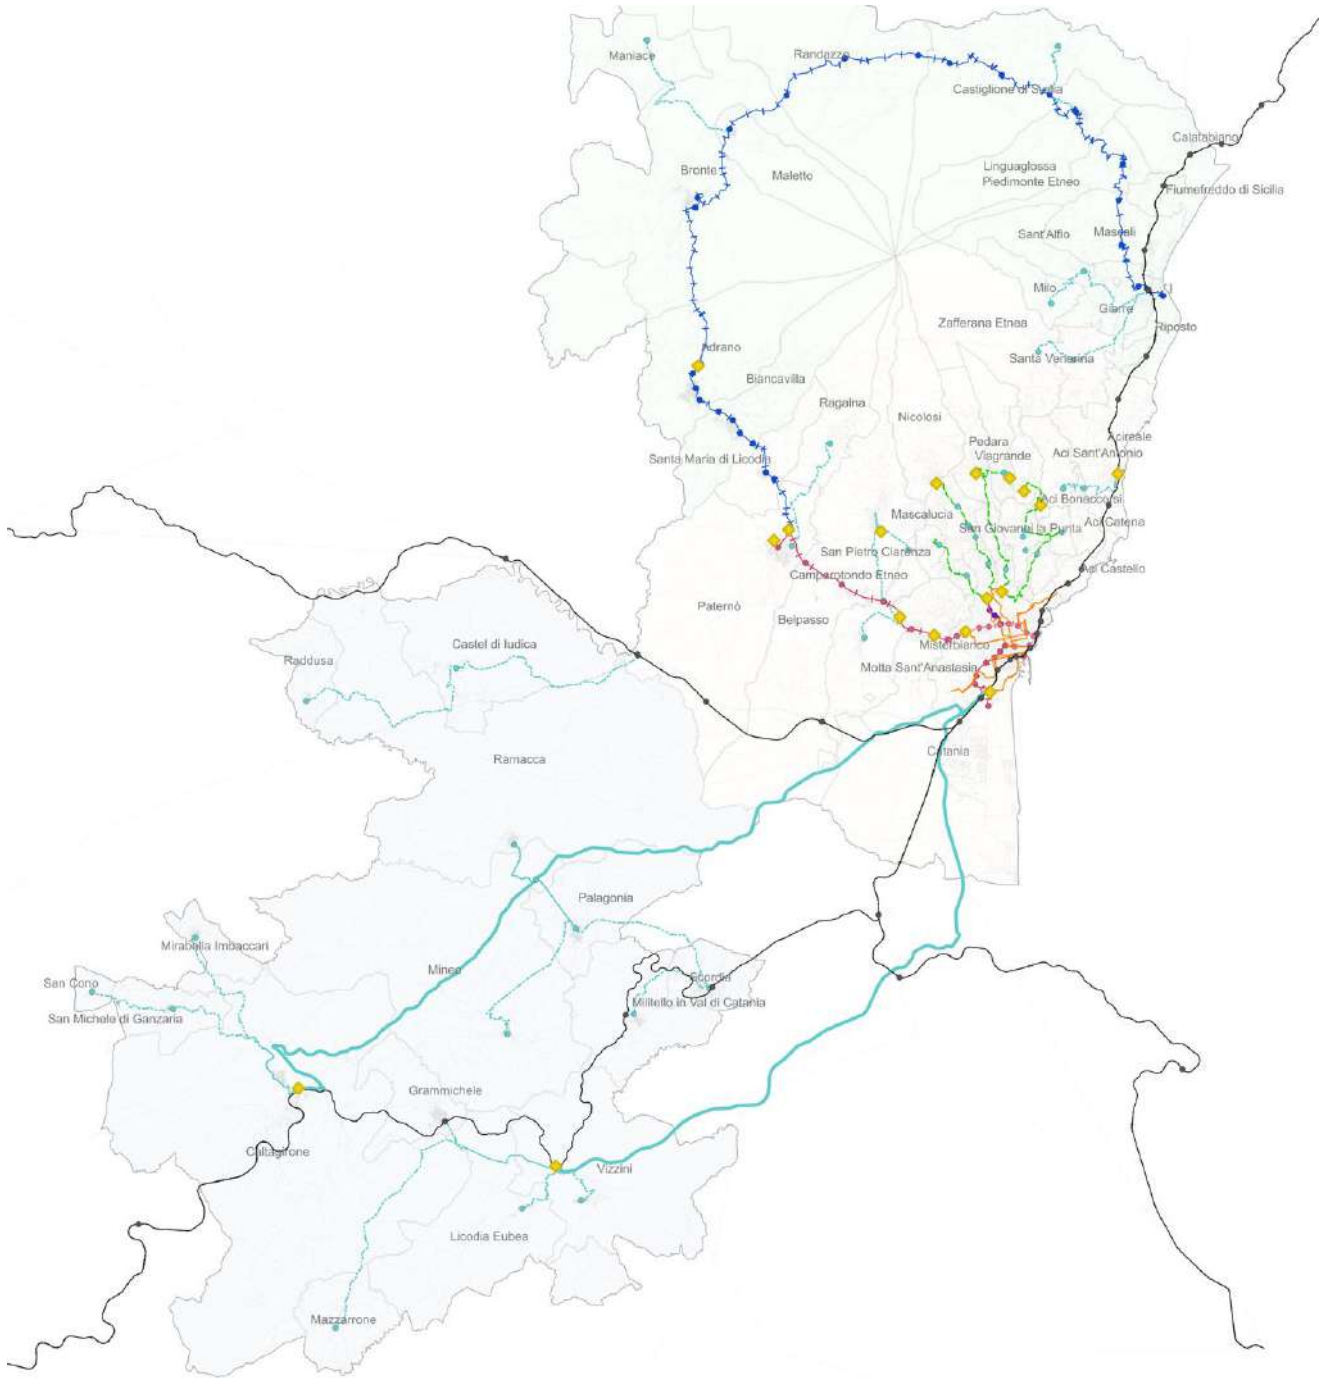 Maniace
Randazzo
Castiglione di Sicilia
Calatabiano
Bronte
Maletto
Linguaglossa
Piedimonte Etneo
Fiumefreddo di Sicilia
Sant'Alfio
Mascali
Milo
Giarre
Riposto
Zafferana Etnea
Santa Venerina
Adrano
Biancavilla
Ragalna
Nicolosi
Pedara
Viagrande
Acireale
Aci Sant'Antonio
Santa Maria di Licodia
Aci Bonaccorsi
Mascalucia
San Giovanni la Punta
Aci Catena
San Pietro Clarenza
Camporotondo Etneo
Aci Castello
Paternò
Belpasso
Misterbianco
Motta Sant'Anastasia
Castel di Iudica
Raddusa
Ramacca
Catania
Palagonia
Mirabella Imbaccari
Mineo
San Cono
Scordia
San Michele di Ganzaria
Militello in Val di Catania
Grammichele
Caltagirone
Vizzini
Licodia Eubea
Mazzarrone